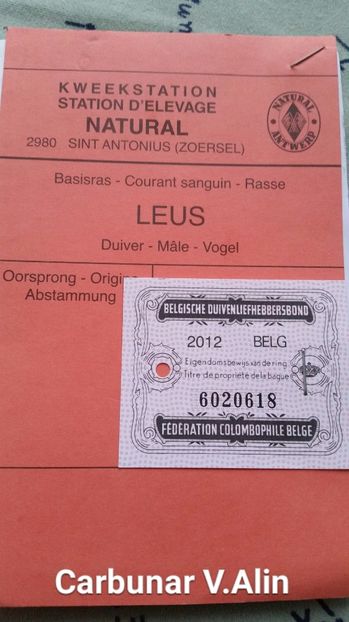 KWEEKSTATION
STATION D'ELEVAGE
NATURAL
2980 SINT ANTONIUS (ZOERSEL)
NATURAL
ANTWERP
Basisras - Courant sanguin - Rasse
LEUS
Duiver - Mâle - Vogel
Oorsprong - Origine
Abstammung
BELGISCHE DUIVENLIEFHEBBERSBOND
2012 BELG
Eigendomsbewijs van de ring
Titre de propriété de la bague
6020618
FÉDÉRATION COLOMBOPHILE BELGE
Carbunar V.Alin